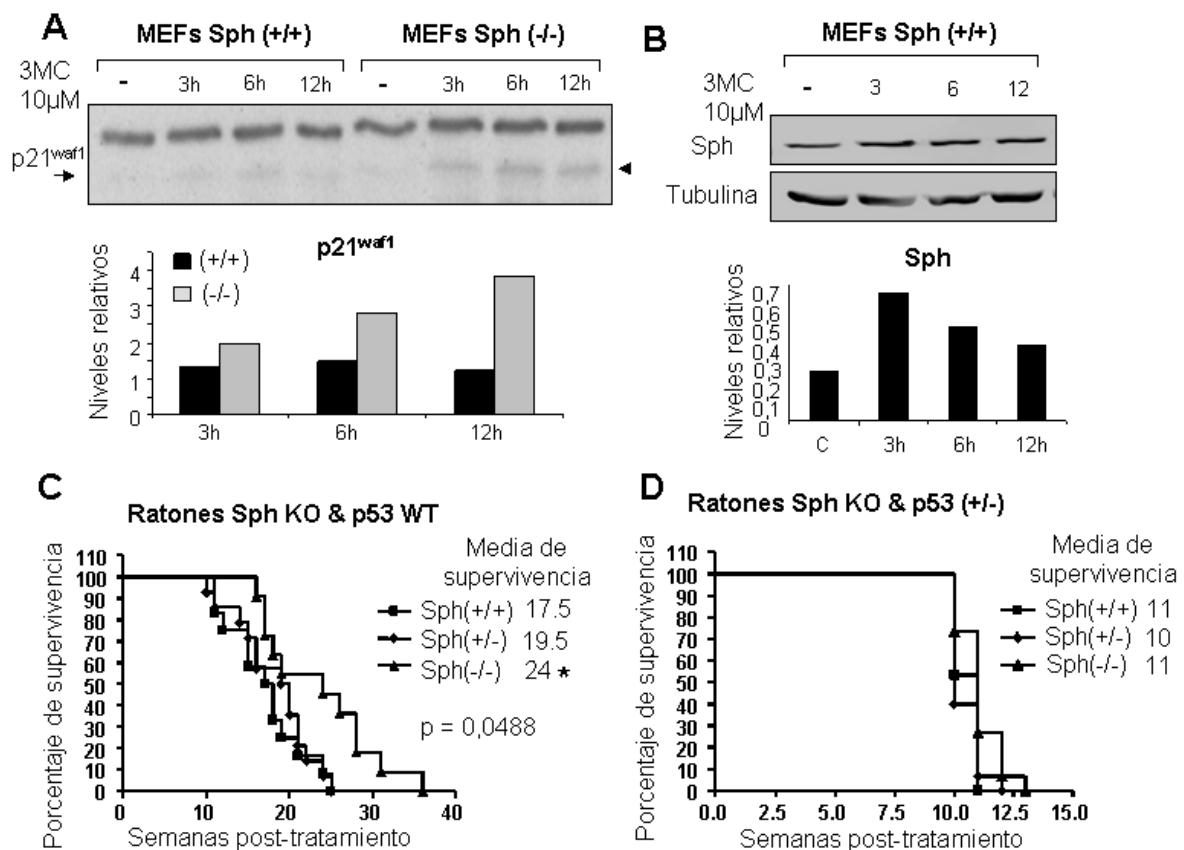 A
MEFs Sph (+/+) MEFs Sph (-/-)
3MC
10µM
- 3h 6h 12h - 3h 6h 12h
p21waf1
p21waf1
(+/+)
(-/-)
Niveles relativos
4
3
2
1
0
3h 6h 12h
B
MEFs Sph (+/+)
3MC
10µM
- 3 6 12
Sph
Tubulina
Sph
Niveles relativos
0,7
0,6
0,5
0,4
0,3
0,2
0,1
0
C 3h 6h 12h
C
Ratones Sph KO & p53 WT
Porcentaje de supervivencia
110
100
90
80
70
60
50
40
30
20
10
0
0 10 20 30 40
Semanas post-tratamiento
Media de
supervivencia
Sph(+/+) 17.5
Sph(+/-) 19.5
Sph(-/-) 24 *
p = 0,0488
D
Ratones Sph KO & p53 (+/-)
Porcentaje de supervivencia
110
100
90
80
70
60
50
40
30
20
10
0
0.0 2.5 5.0 7.5 10.0 12.5 15.0
Semanas post-tratamiento
Media de
supervivencia
Sph(+/+) 11
Sph(+/-) 10
Sph(-/-) 11